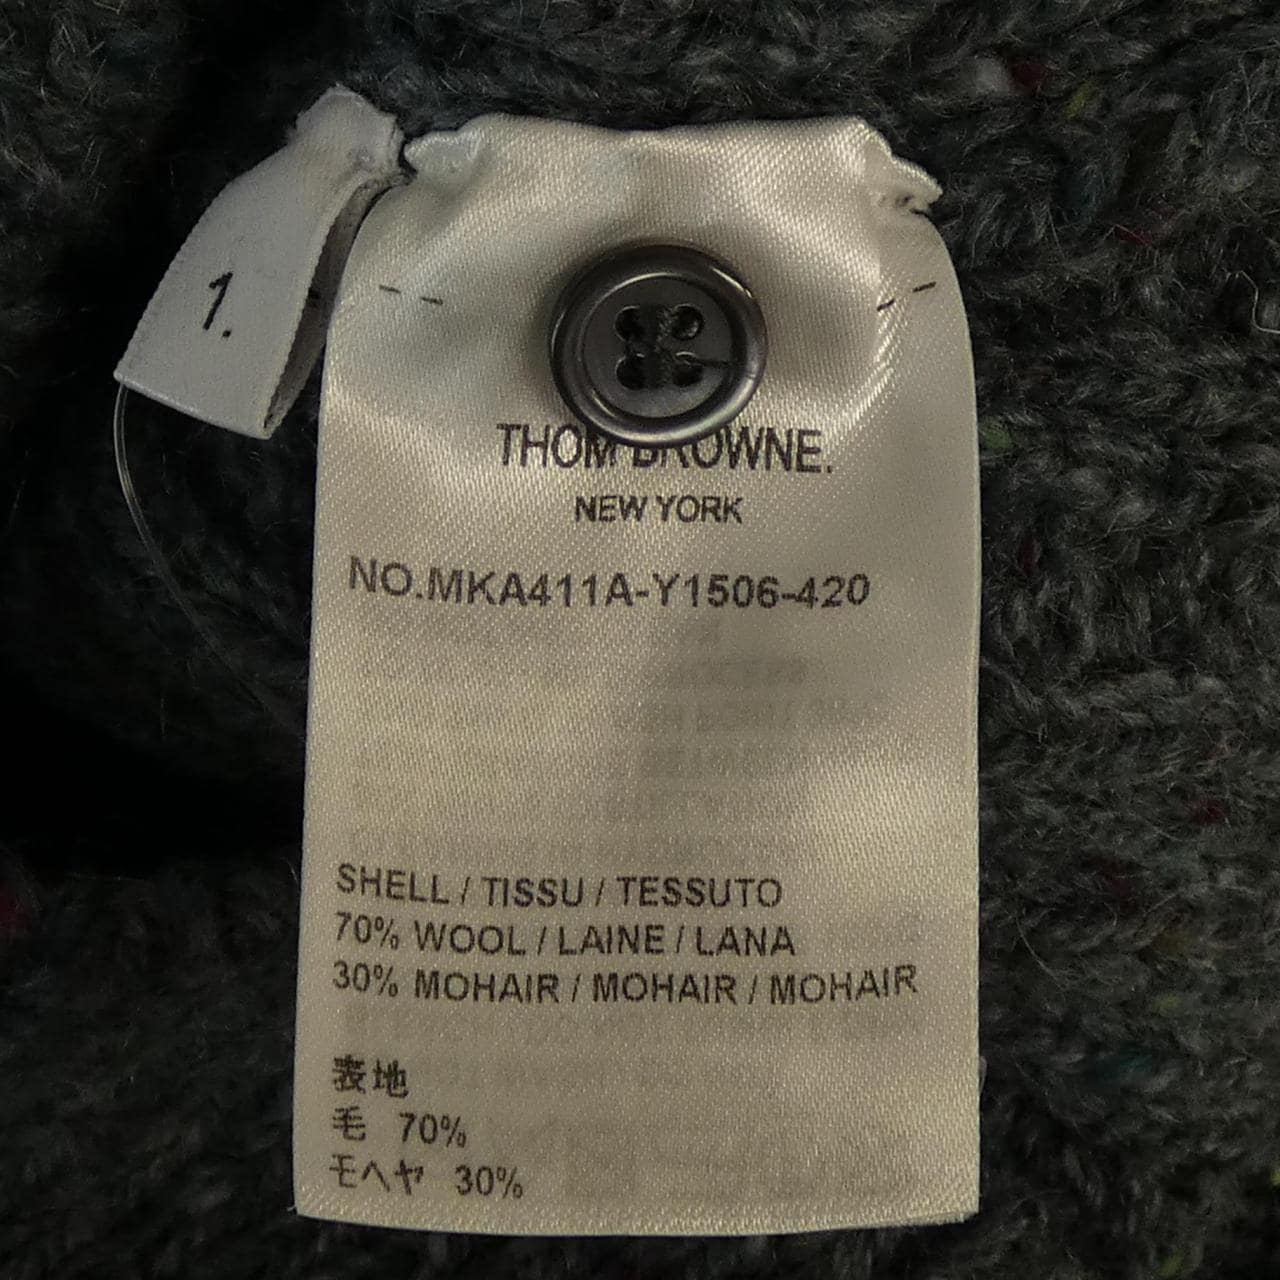 1.
THOM BROWNE.
NEW YORK
NO.MKA411A-Y1506-420
SHELL / TISSU / TESSUTO
70% WOOL / LAINE / LANA
30% MOHAIR / MOHAIR / MOHAIR
表地
毛 70%
モヘヤ 30%